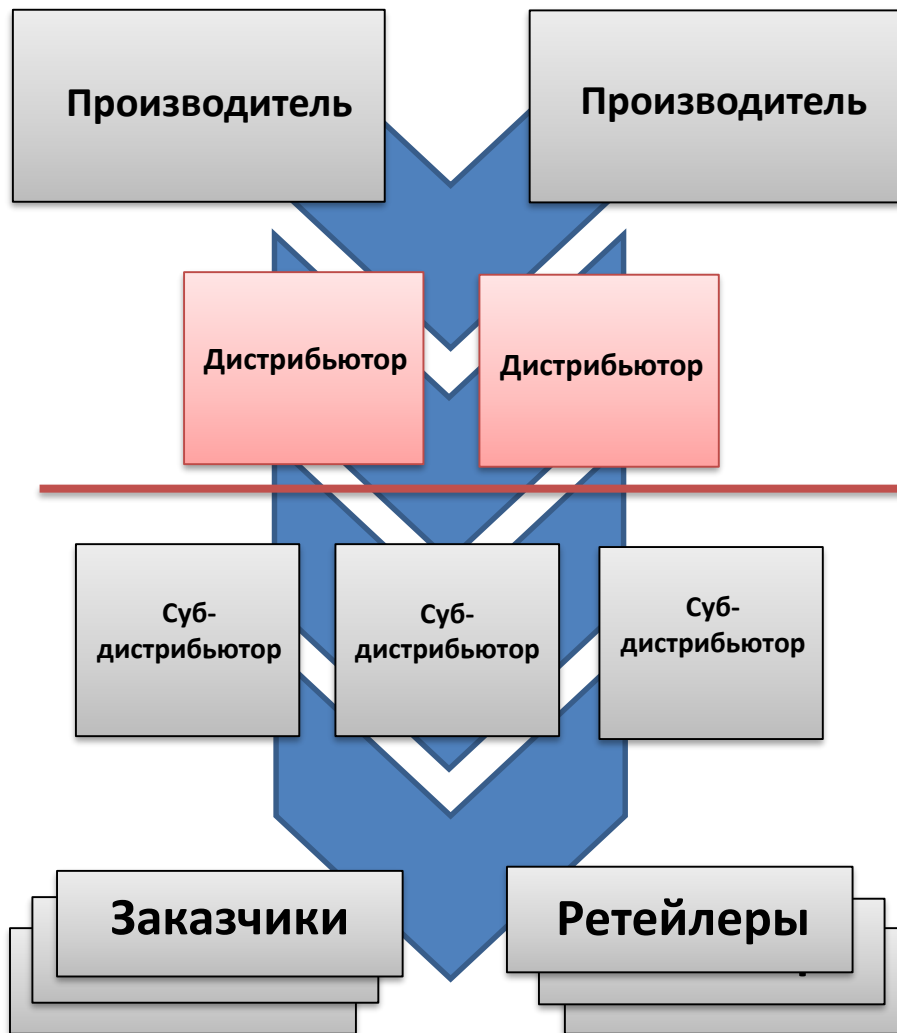 Производитель
Производитель
Дистрибьютор
Дистрибьютор
Суб-
дистрибьютор
Суб-
дистрибьютор
Суб-
дистрибьютор
Заказчики
Ретейлеры